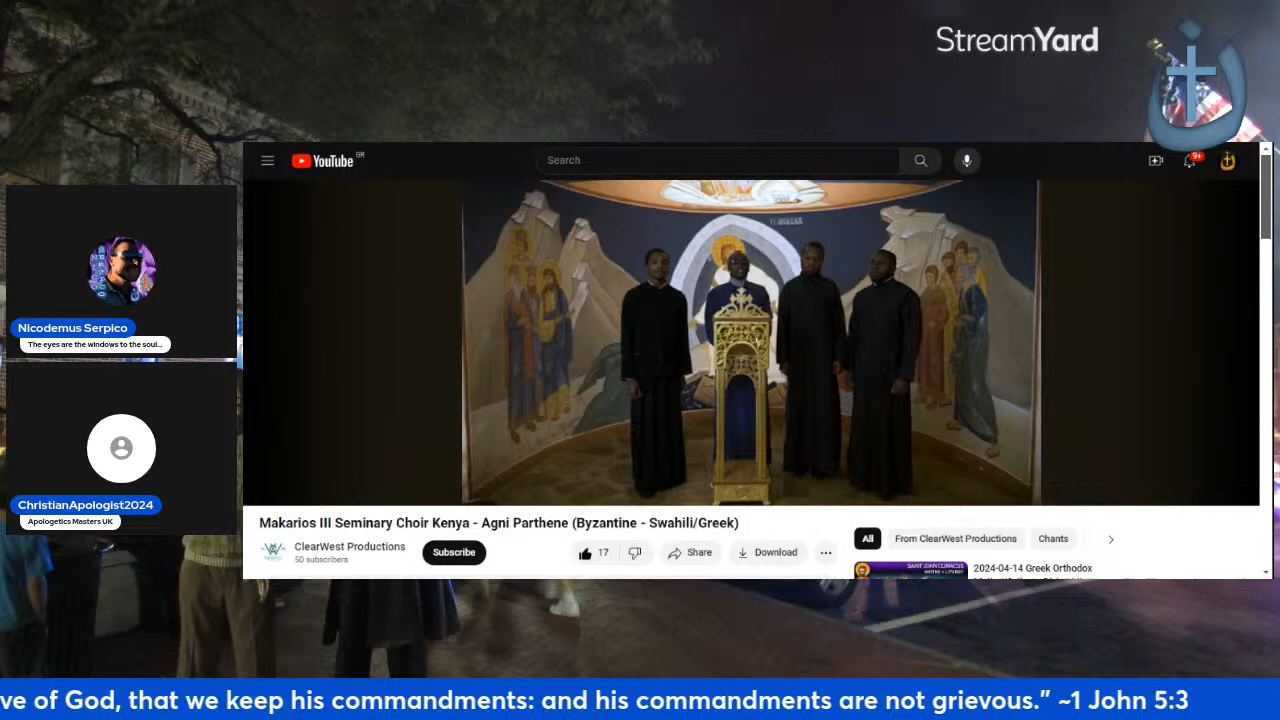 StreamYard
YouTube GR
Search
9+
Nicodemus Serpico
The eyes are the windows to the soul...
ChristianApologist2024
Apologetics Masters UK
Makarios III Seminary Choir Kenya - Agni Parthene (Byzantine - Swahili/Greek)
ClearWest Productions
50 subscribers
Subscribe
17
Share
Download
All
From ClearWest Productions
Chants
SAINT JOHN CLIMACUS
2024-04-14 Greek Orthodox
ve of God, that we keep his commandments: and his commandments are not grievous.” ~1 John 5:3